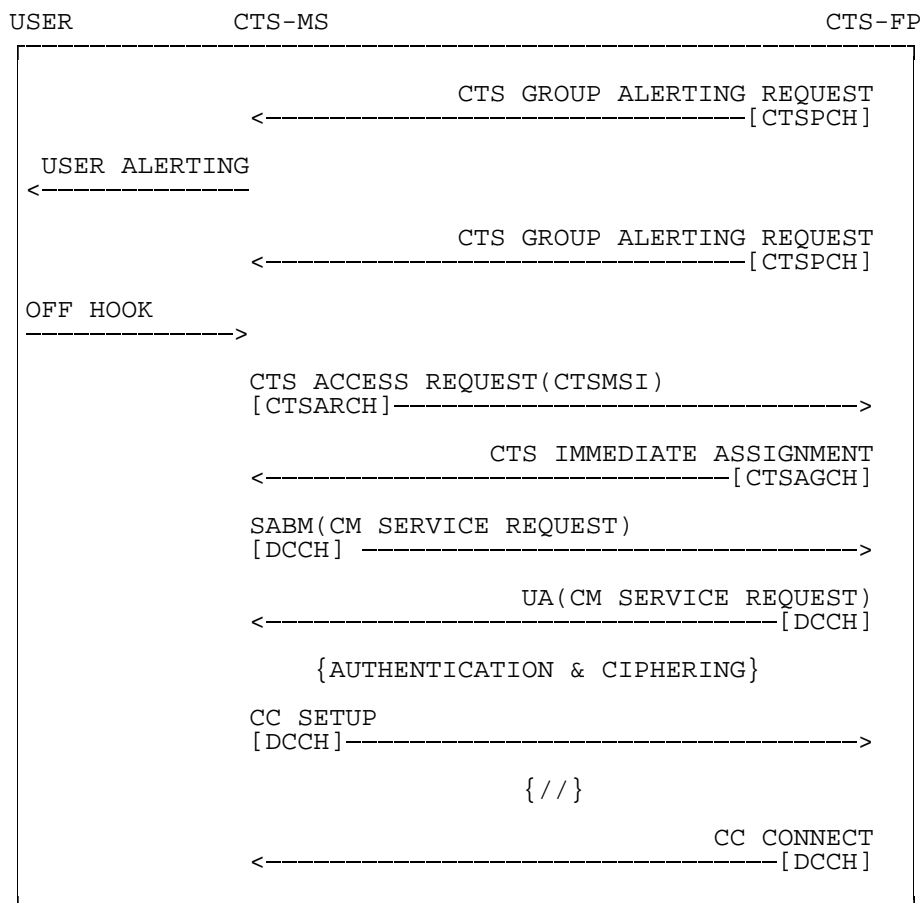 USER CTS-MS CTS-FP
CTS GROUP ALERTING REQUEST
[CTSPCH]
USER ALERTING
CTS GROUP ALERTING REQUEST
[CTSPCH]
OFF HOOK
CTS ACCESS REQUEST(CTSMSI)
[CTSARCH]
CTS IMMEDIATE ASSIGNMENT
[CTSAGCH]
SABM(CM SERVICE REQUEST)
[DCCH]
UA(CM SERVICE REQUEST)
[DCCH]
{AUTHENTICATION & CIPHERING}
CC SETUP
[DCCH]
{//}
CC CONNECT
[DCCH]